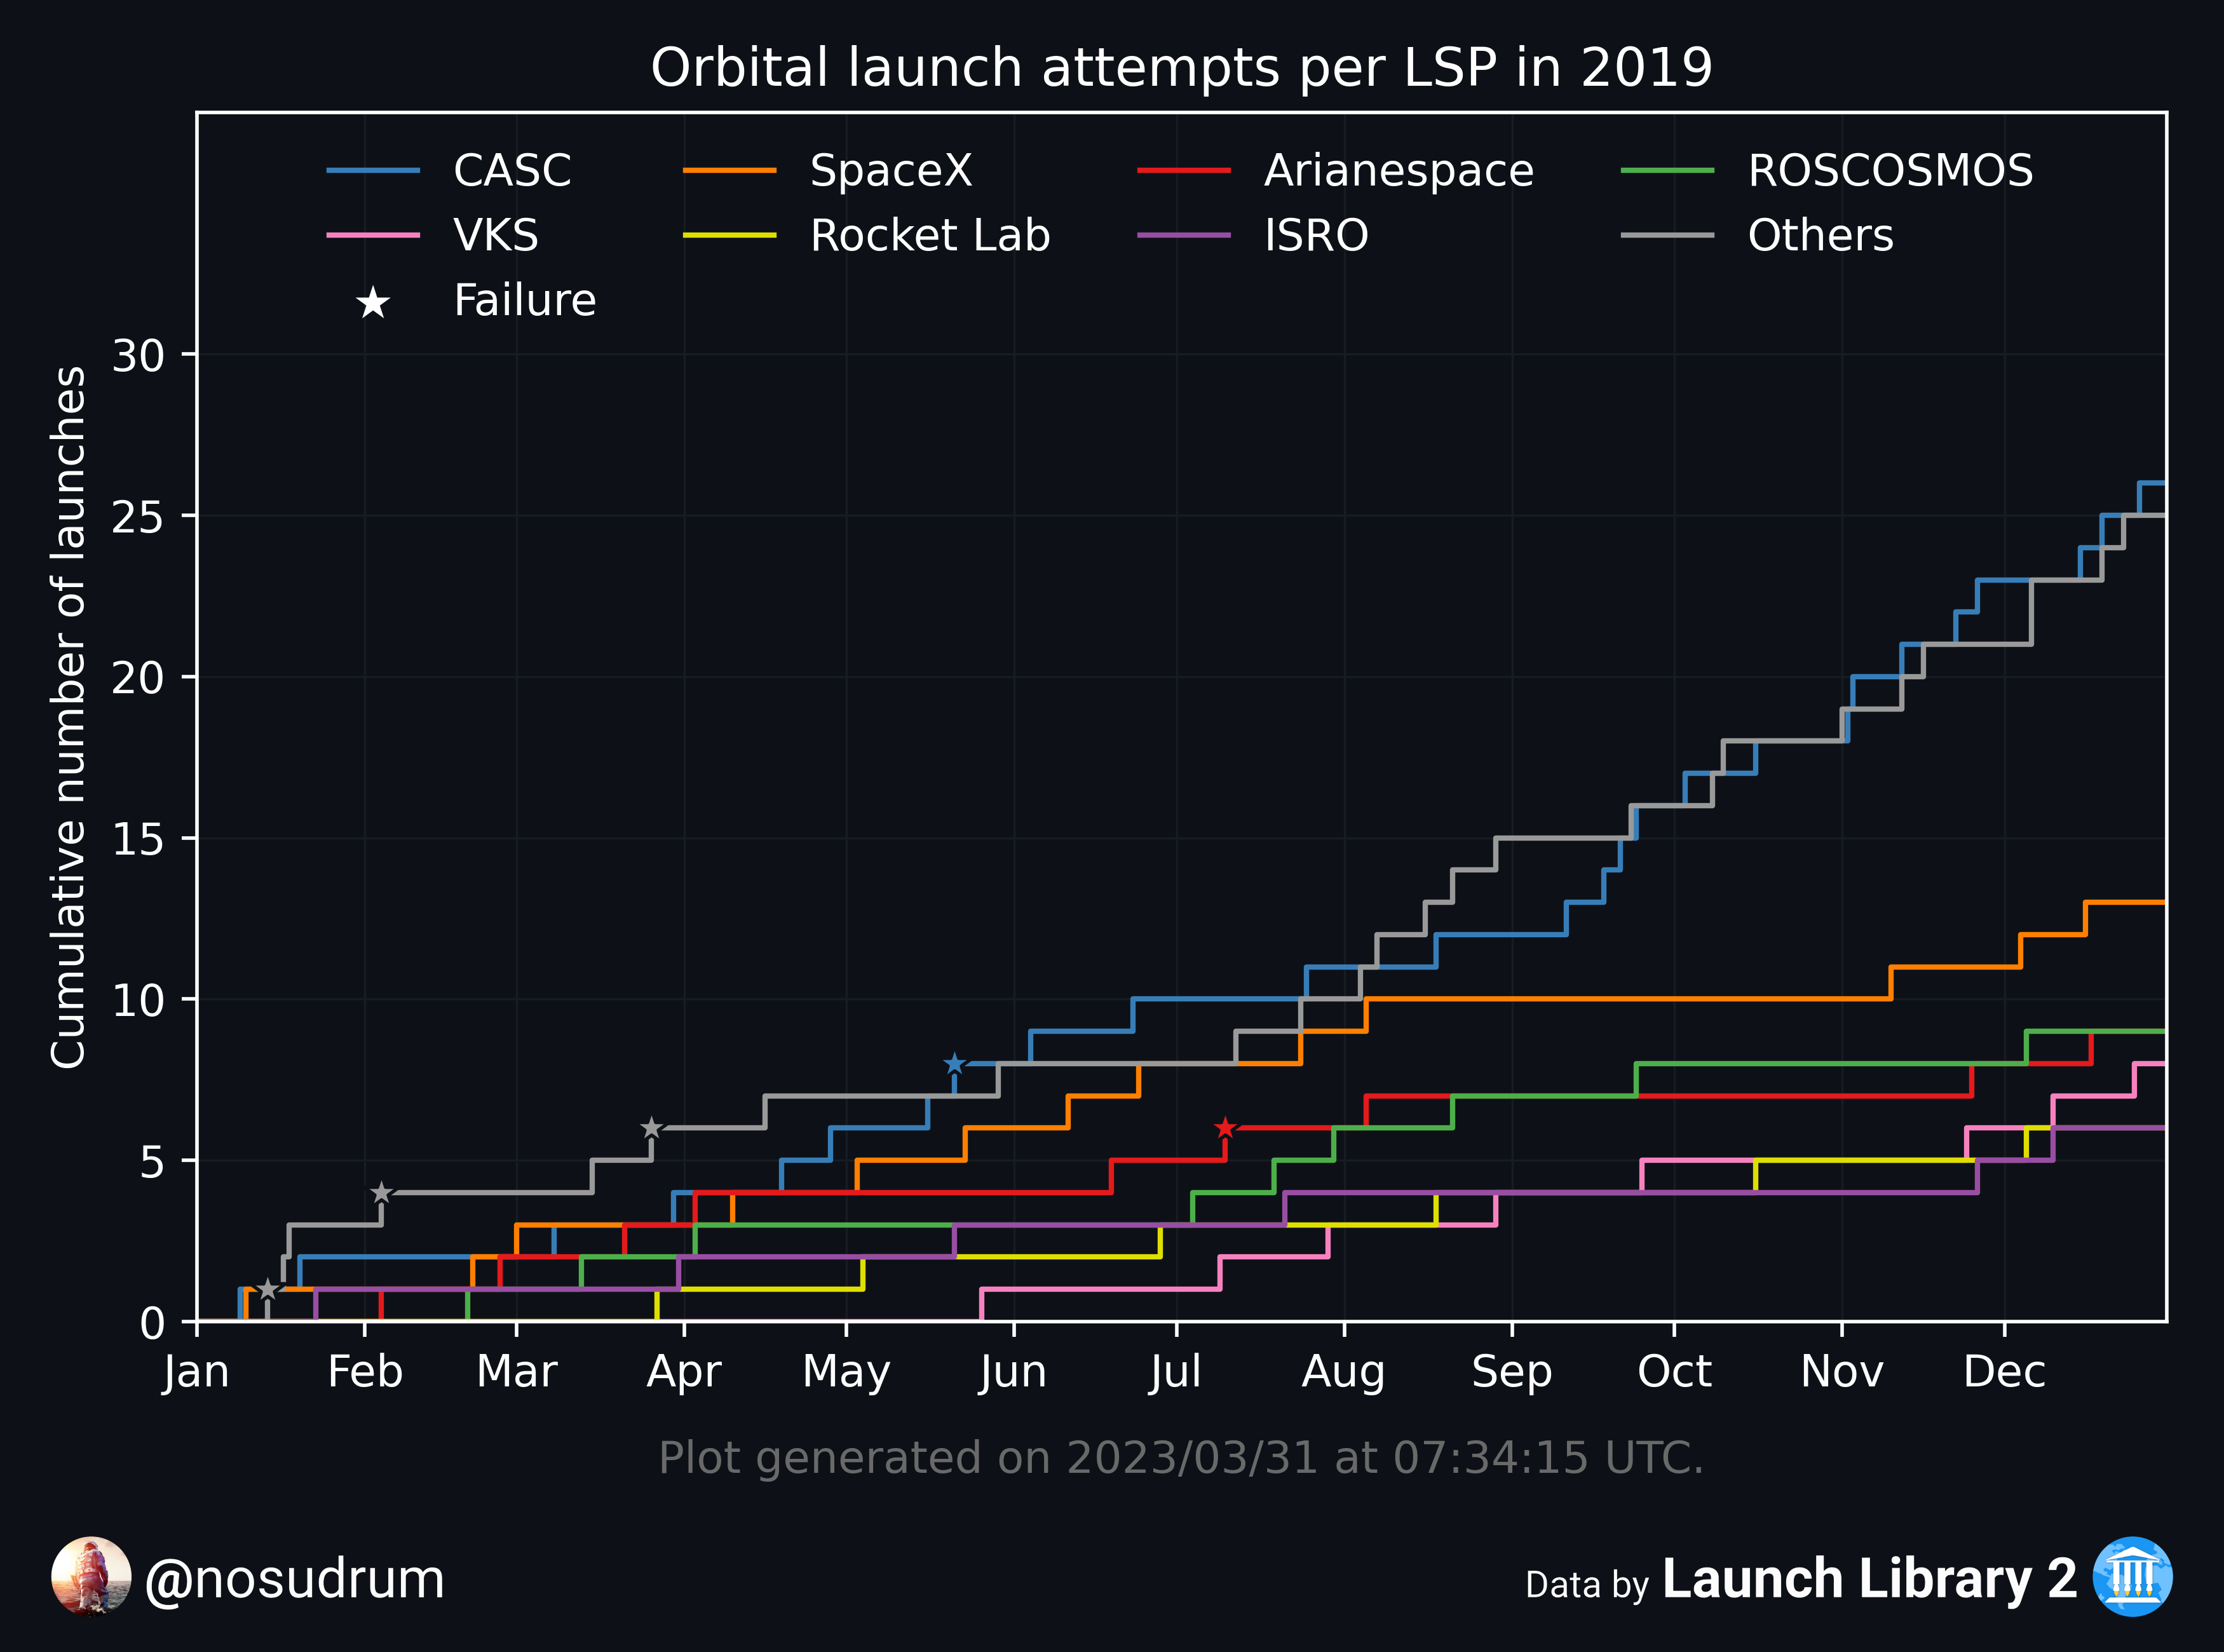 Orbital launch attempts per LSP in 2019
CASC SpaceX Arianespace ROSCOSMOS
VKS Rocket Lab ISRO Others
Failure
Cumulative number of launches
30
25
20
15
10
5
0
Jan Feb Mar Apr May Jun Jul Aug Sep Oct Nov Dec
Plot generated on 2023/03/31 at 07:34:15 UTC.
@nosudrum
Data by Launch Library 2